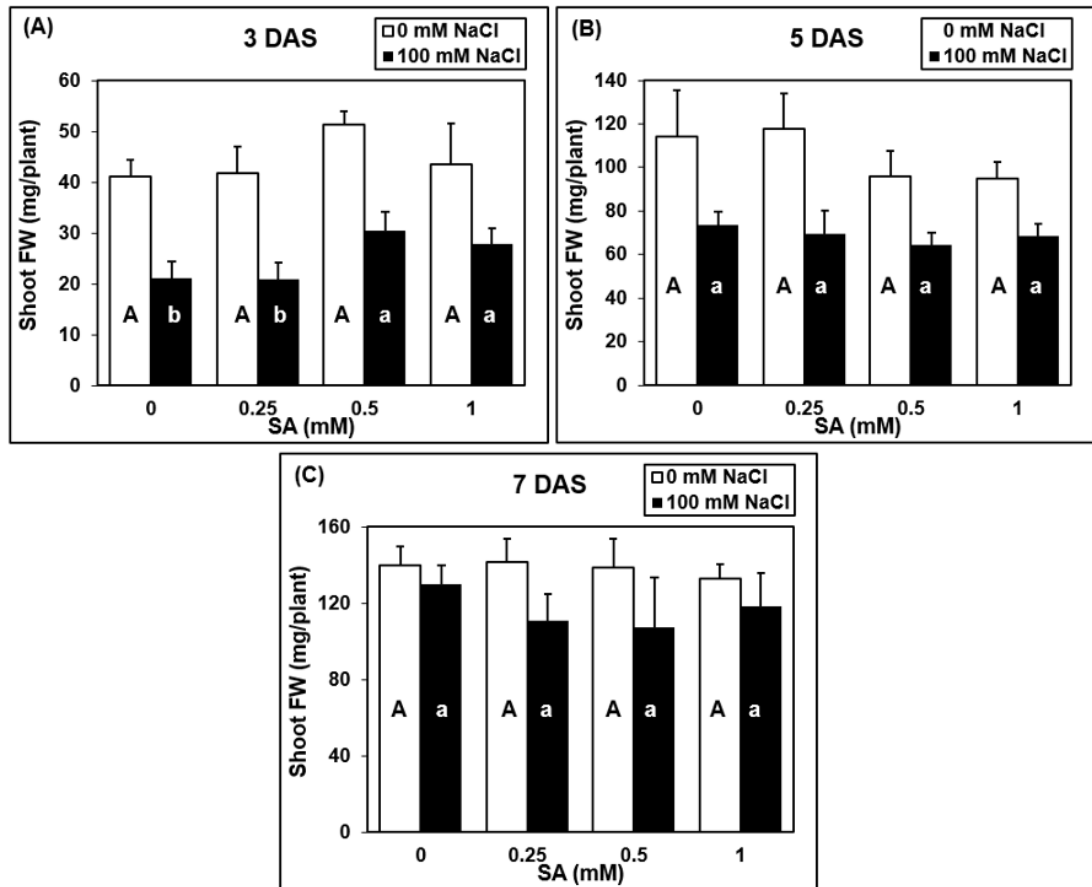 (A)
3 DAS
0 mM NaCl
100 mM NaCl
Shoot FW (mg/plant)
60
50
40
30
20
10
0
A b A b A a A a
0 0.25 0.5 1
SA (mM)
(B)
5 DAS
0 mM NaCl
100 mM NaCl
Shoot FW (mg/plant)
140
120
100
80
60
40
20
0
A a A a A a A a
0 0.25 0.5 1
SA (mM)
(C)
7 DAS
0 mM NaCl
100 mM NaCl
Shoot FW (mg/plant)
160
120
80
40
0
A a A a A a A a
0 0.25 0.5 1
SA (mM)